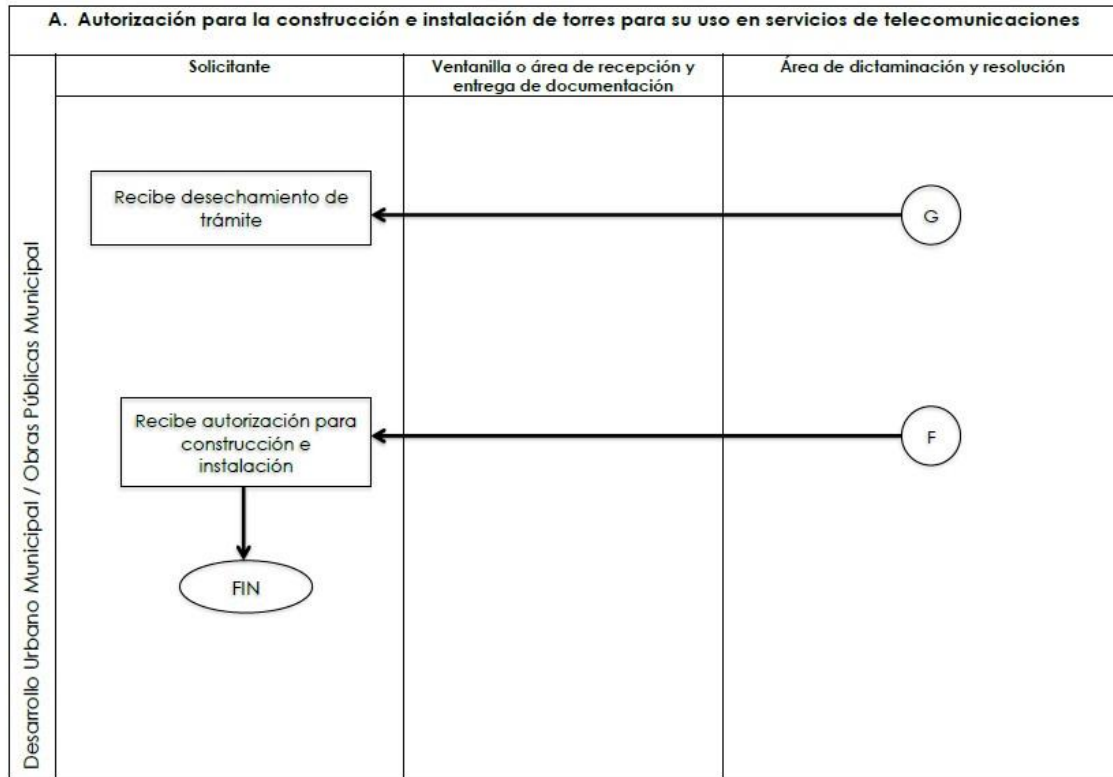 A. Autorización para la construcción e instalación de torres para su uso en servicios de telecomunicaciones
Solicitante
Ventanilla o área de recepción y
entrega de documentación
Área de dictaminación y resolución
Desarrollo Urbano Municipal / Obras Públicas Municipal
Recibe desechamiento de
trámite
G
Recibe autorización para
construcción e
instalación
F
FIN